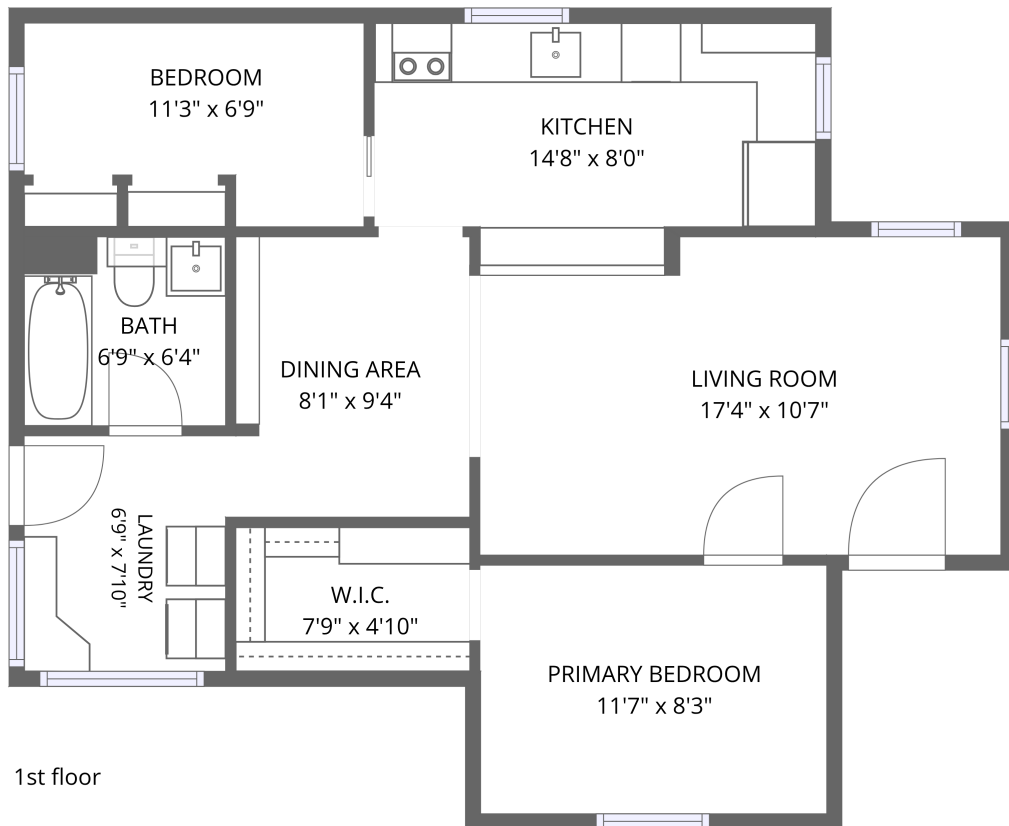 BEDROOM
11'3" x 6'9"
KITCHEN
14'8" x 8'0"
BATH
6'9" x 6'4"
DINING AREA
8'1" x 9'4"
LIVING ROOM
17'4" x 10'7"
LAUNDRY
6'9" x 7'10"
W.I.C.
7'9" x 4'10"
PRIMARY BEDROOM
11'7" x 8'3"
1st floor